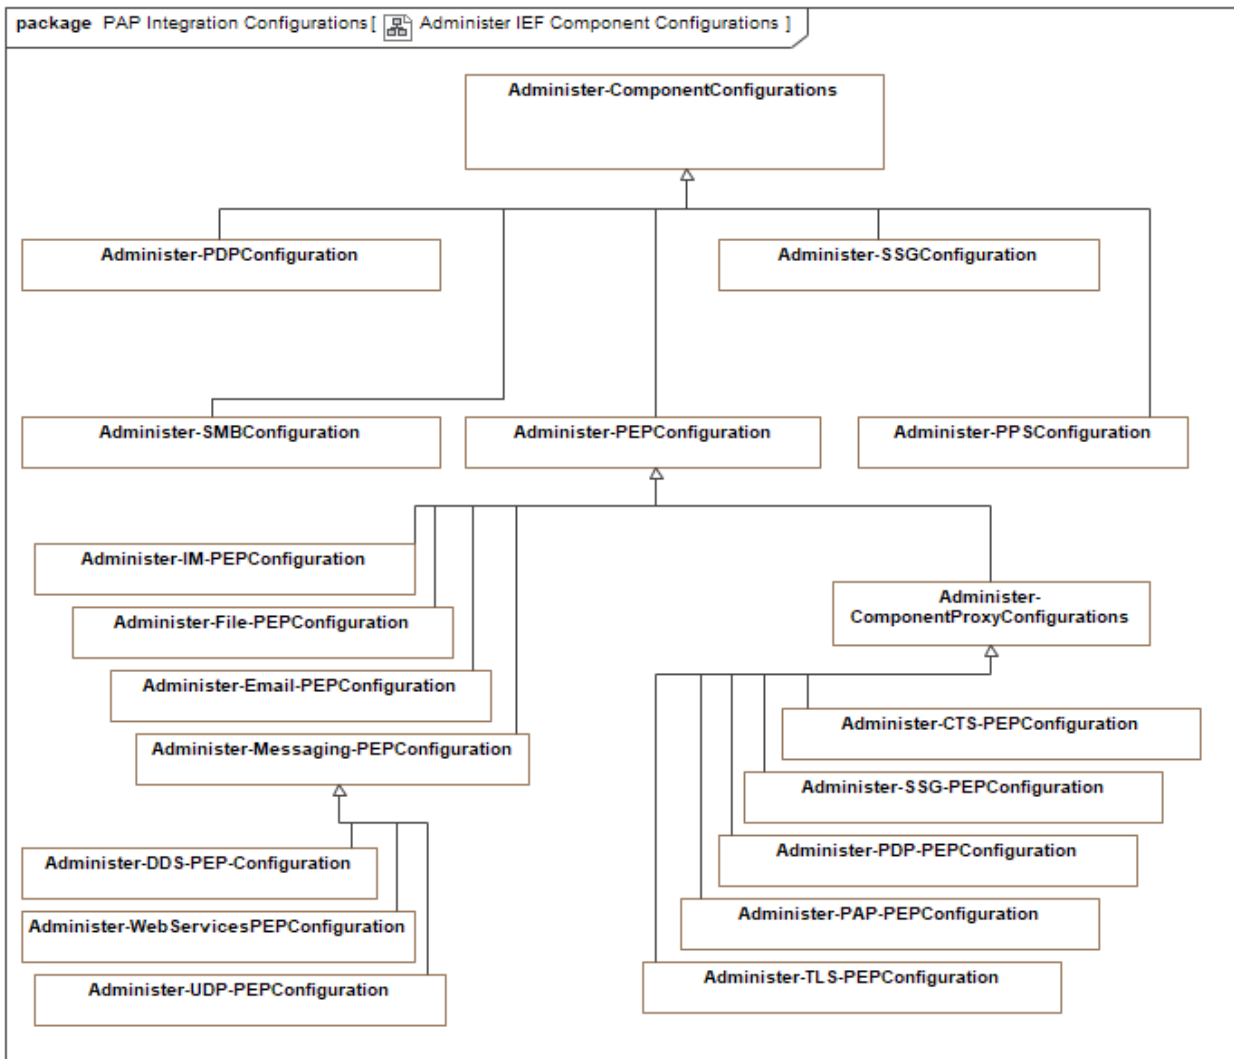 package PAP Integration Configurations [ Administer IEF Component Configurations ]
Administer-ComponentConfigurations
Administer-PDPConfiguration
Administer-SSGConfiguration
Administer-SMBConfiguration
Administer-PEPConfiguration
Administer-PPSConfiguration
Administer-IM-PEPConfiguration
Administer-File-PEPConfiguration
Administer-Email-PEPConfiguration
Administer-Messaging-PEPConfiguration
Administer-DDS-PEP-Configuration
Administer-WebServicesPEPConfiguration
Administer-UDP-PEPConfiguration
Administer-
ComponentProxyConfigurations
Administer-CTS-PEPConfiguration
Administer-SSG-PEPConfiguration
Administer-PDP-PEPConfiguration
Administer-PAP-PEPConfiguration
Administer-TLS-PEPConfiguration